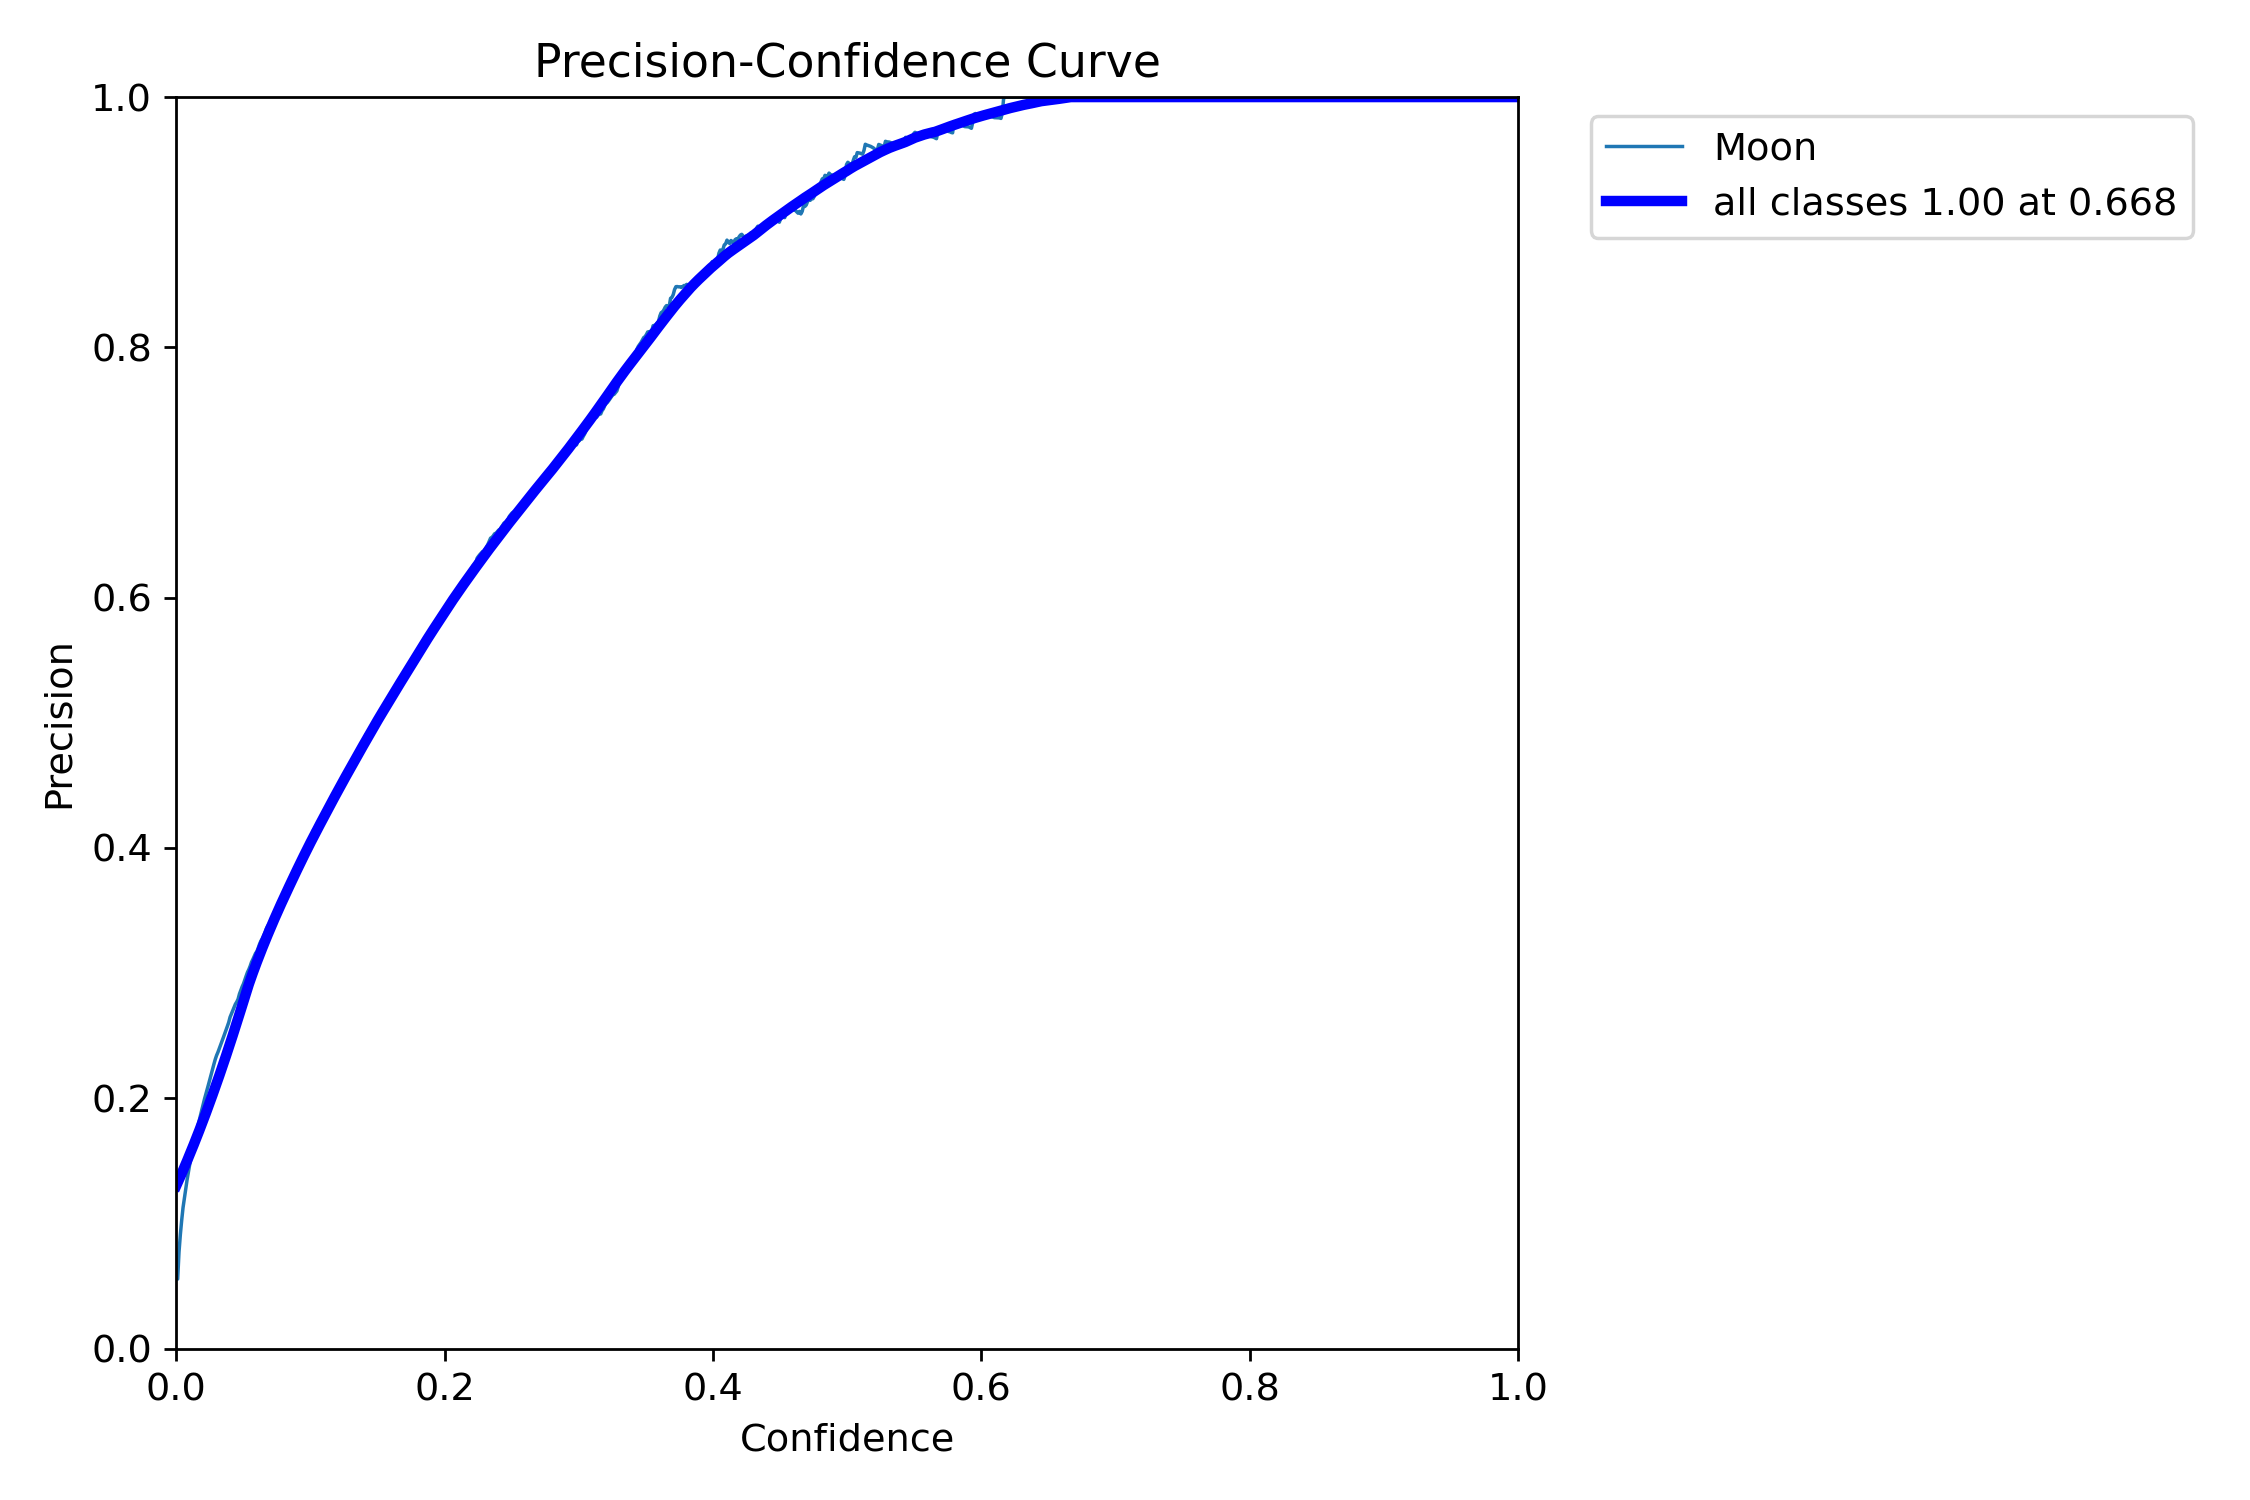 Precision-Confidence Curve
1.0
0.8
0.6
0.4
0.2
0.0
Precision
0.0 0.2 0.4 0.6 0.8 1.0
Confidence
Moon
all classes 1.00 at 0.668